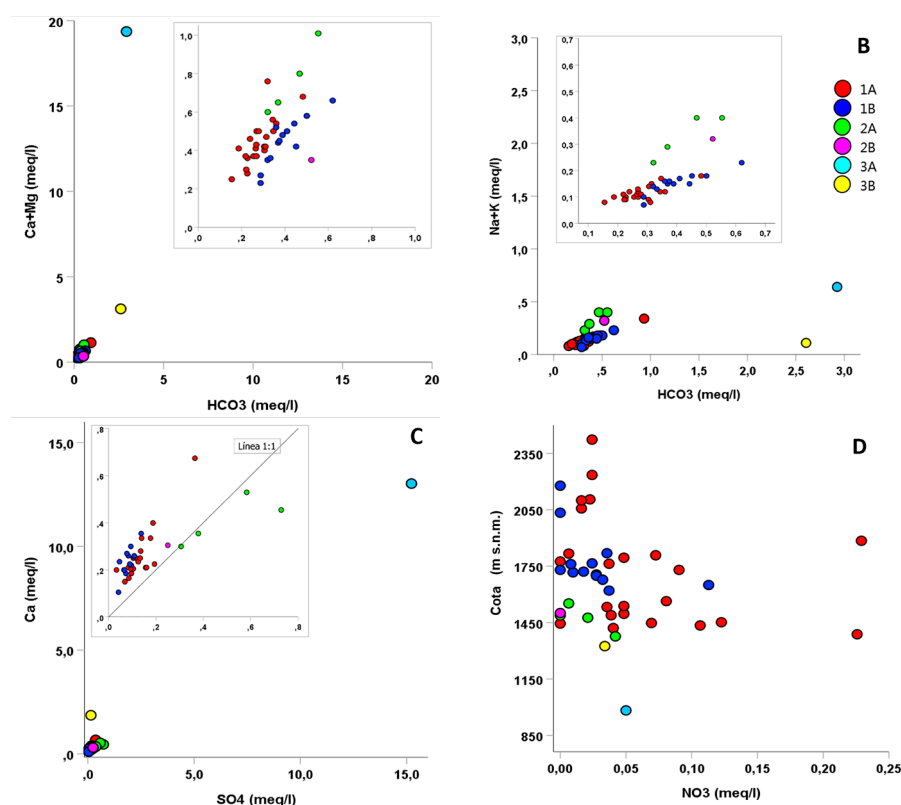 20
15
10
5
0
Ca+Mg (meq/l)
1,0
,8
,6
,4
,2
,0
,0 ,2 ,4 ,6 ,8 1,0
0 5 10 15 20
HCO3 (meq/l)
B
3,0
2,5
2,0
1,5
1,0
,5
,0
Na+K (meq/l)
0,7
0,6
0,5
0,4
0,3
0,2
0,1
0,0
0,1 0,2 0,3 0,4 0,5 0,6 0,7
1A
1B
2A
2B
3A
3B
,0 ,5 1,0 1,5 2,0 2,5 3,0
HCO3 (meq/l)
C
15,0
10,0
5,0
,0
Ca (meq/l)
,8
,6
,4
,2
,0
Línea 1:1
,0 ,2 ,4 ,6 ,8
,0 5,0 10,0 15,0
SO4 (meq/l)
D
2350
2050
1750
1450
1150
850
Cota (m s.n.m.)
0,00 0,05 0,10 0,15 0,20 0,25
NO3 (meq/l)